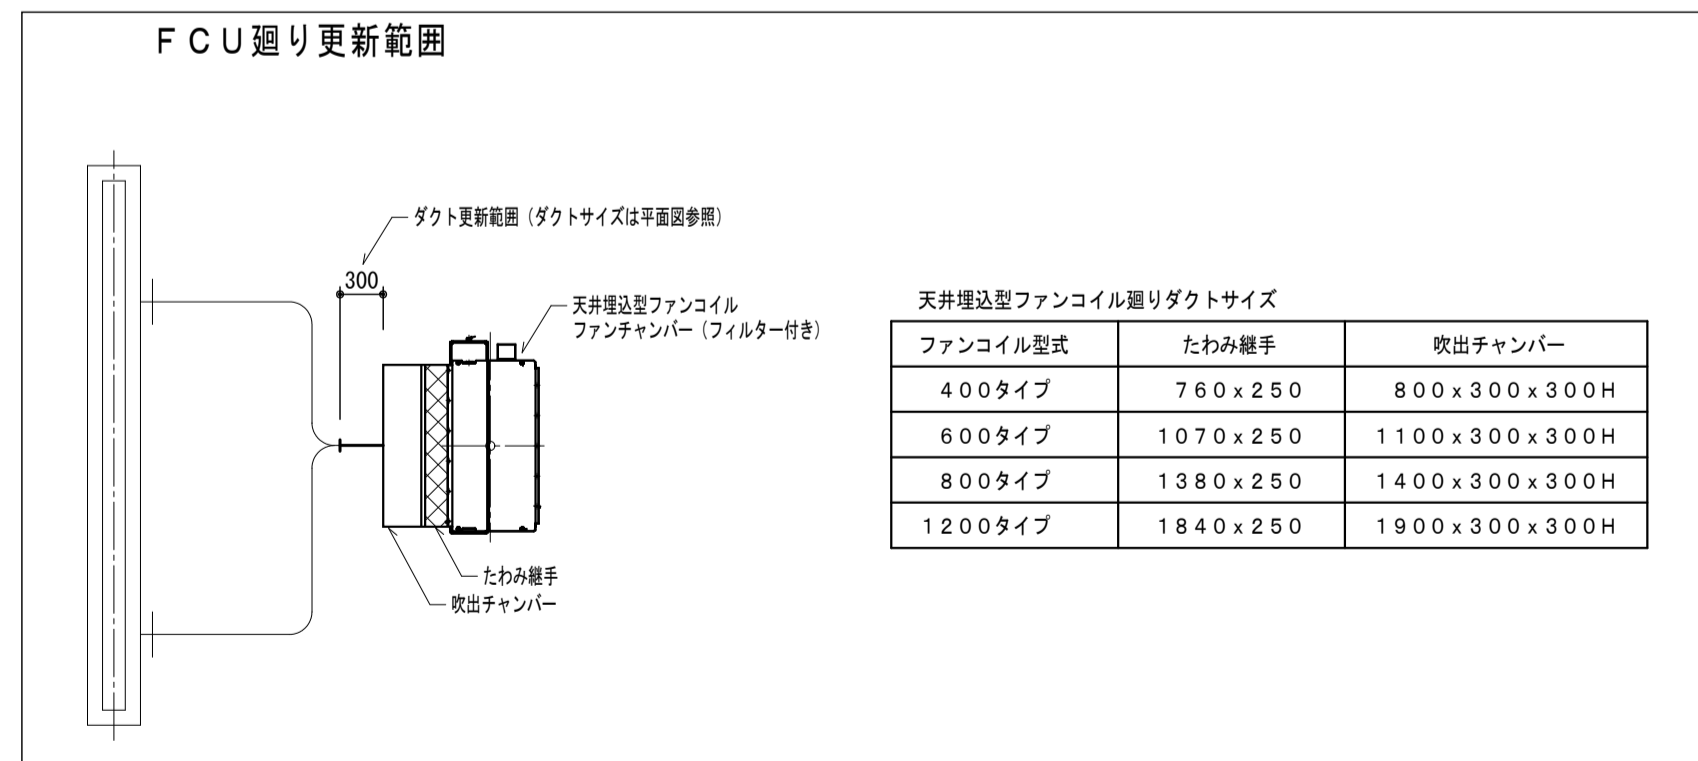 ＦＣＵ廻り更新範囲
ダクト更新範囲（ダクトサイズは平面図参照）
300
天井埋込型ファンコイル
ファンチャンバー（フィルター付き）
たわみ継手
吹出チャンバー
天井埋込型ファンコイル廻りダクトサイズ
ファンコイル型式 たわみ継手 吹出チャンバー
４００タイプ ７６０ｘ２５０ ８００ｘ３００ｘ３００Ｈ
６００タイプ １０７０ｘ２５０ １１００ｘ３００ｘ３００Ｈ
８００タイプ １３８０ｘ２５０ １４００ｘ３００ｘ３００Ｈ
１２００タイプ １８４０ｘ２５０ １９００ｘ３００ｘ３００Ｈ